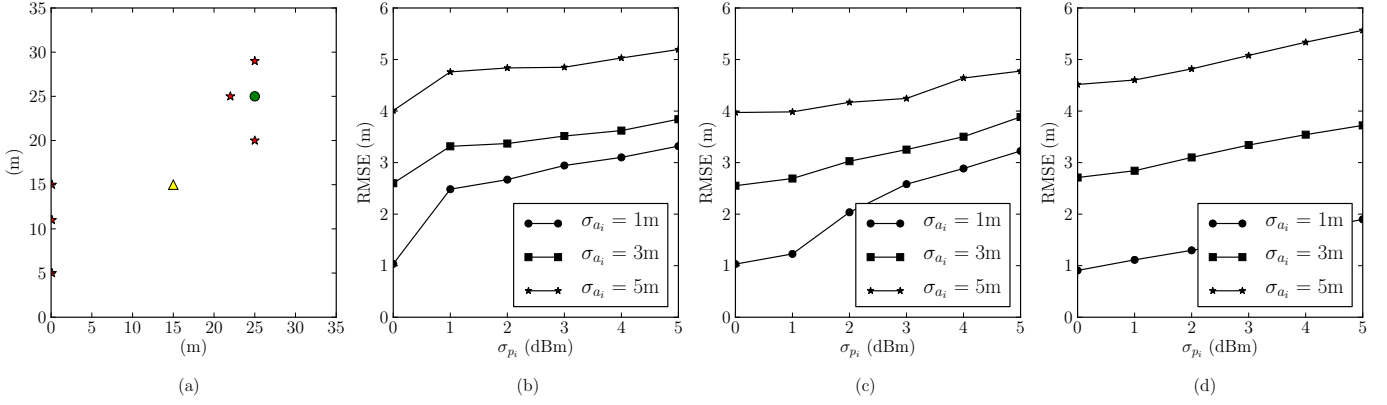 35
30
25
20
15
10
5
0
(m)
0 5 10 15 20 25 30 35
(m)
(a)
6
5
4
3
2
1
0
RMSE (m)
σ_{a_i} = 1m
σ_{a_i} = 3m
σ_{a_i} = 5m
0 1 2 3 4 5
σ_{p_i} (dBm)
(b)
6
5
4
3
2
1
0
RMSE (m)
σ_{a_i} = 1m
σ_{a_i} = 3m
σ_{a_i} = 5m
0 1 2 3 4 5
σ_{p_i} (dBm)
(c)
6
5
4
3
2
1
0
RMSE (m)
σ_{a_i} = 1m
σ_{a_i} = 3m
σ_{a_i} = 5m
0 1 2 3 4 5
σ_{p_i} (dBm)
(d)